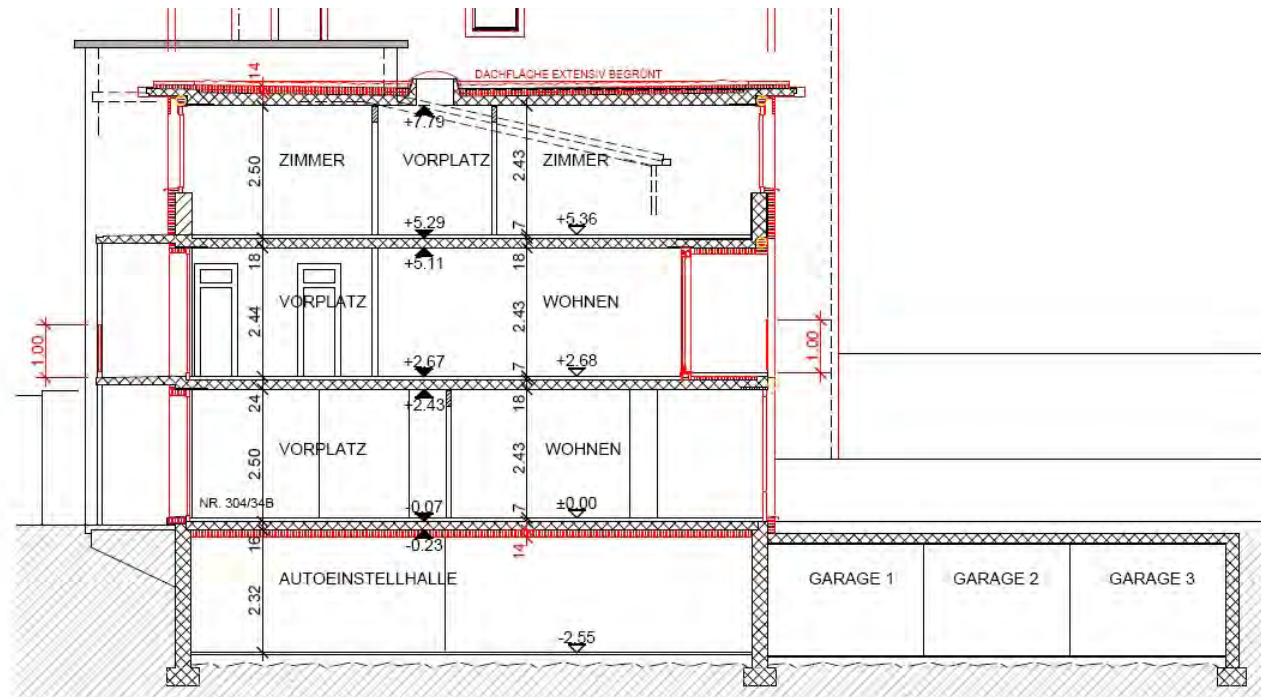 14
DACHFLÄCHE EXTENSIV BEGRÜNT
+7.79
2.50
ZIMMER
VORPLATZ
2.43
ZIMMER
+5.29
7
+5.36
18
+5.11
18
VORPLATZ
WOHNEN
1.00
2.44
2.43
1.00
+2.67
7
+2.68
24
+2.43
18
VORPLATZ
WOHNEN
2.50
2.43
NR. 304/34B
-0.07
7
±0.00
16
-0.23
14
AUTOEINSTELLHALLE
GARAGE 1
GARAGE 2
GARAGE 3
2.32
-2.55